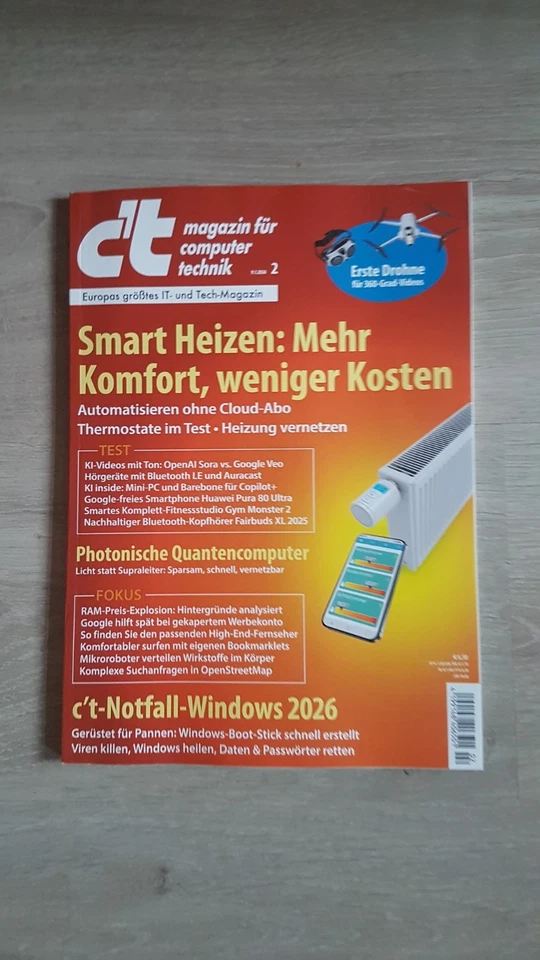 c't magazin für
computer
technik 2
Erste Drohne
für 360-Grad-Videos
Europas größtes IT- und Tech-Magazin
Smart Heizen: Mehr
Komfort, weniger Kosten
Automatisieren ohne Cloud-Abo
Thermostate im Test • Heizung vernetzen
TEST
KI-Videos mit Ton: OpenAI Sora vs. Google Veo
Hörgeräte mit Bluetooth LE und Auracast
KI inside: Mini-PC und Barebone für Copilot+
Google-freies Smartphone Huawei Pura 80 Ultra
Smartes Komplett-Fitnessstudio Gym Monster 2
Nachhaltiger Bluetooth-Kopfhörer Fairbuds XL 2025
Photonische Quantencomputer
Licht statt Supraleiter: Sparsam, schnell, vernetzbar
FOKUS
RAM-Preis-Explosion: Hintergründe analysiert
Google hilft spät bei gekapertem Werbekonto
So finden Sie den passenden High-End-Fernseher
Komfortabler surfen mit eigenen Bookmarklets
Mikroroboter verteilen Wirkstoffe im Körper
Komplexe Suchanfragen in OpenStreetMap
c't-Notfall-Windows 2026
Gerüstet für Pannen: Windows-Boot-Stick schnell erstellt
Viren killen, Windows heilen, Daten & Passwörter retten